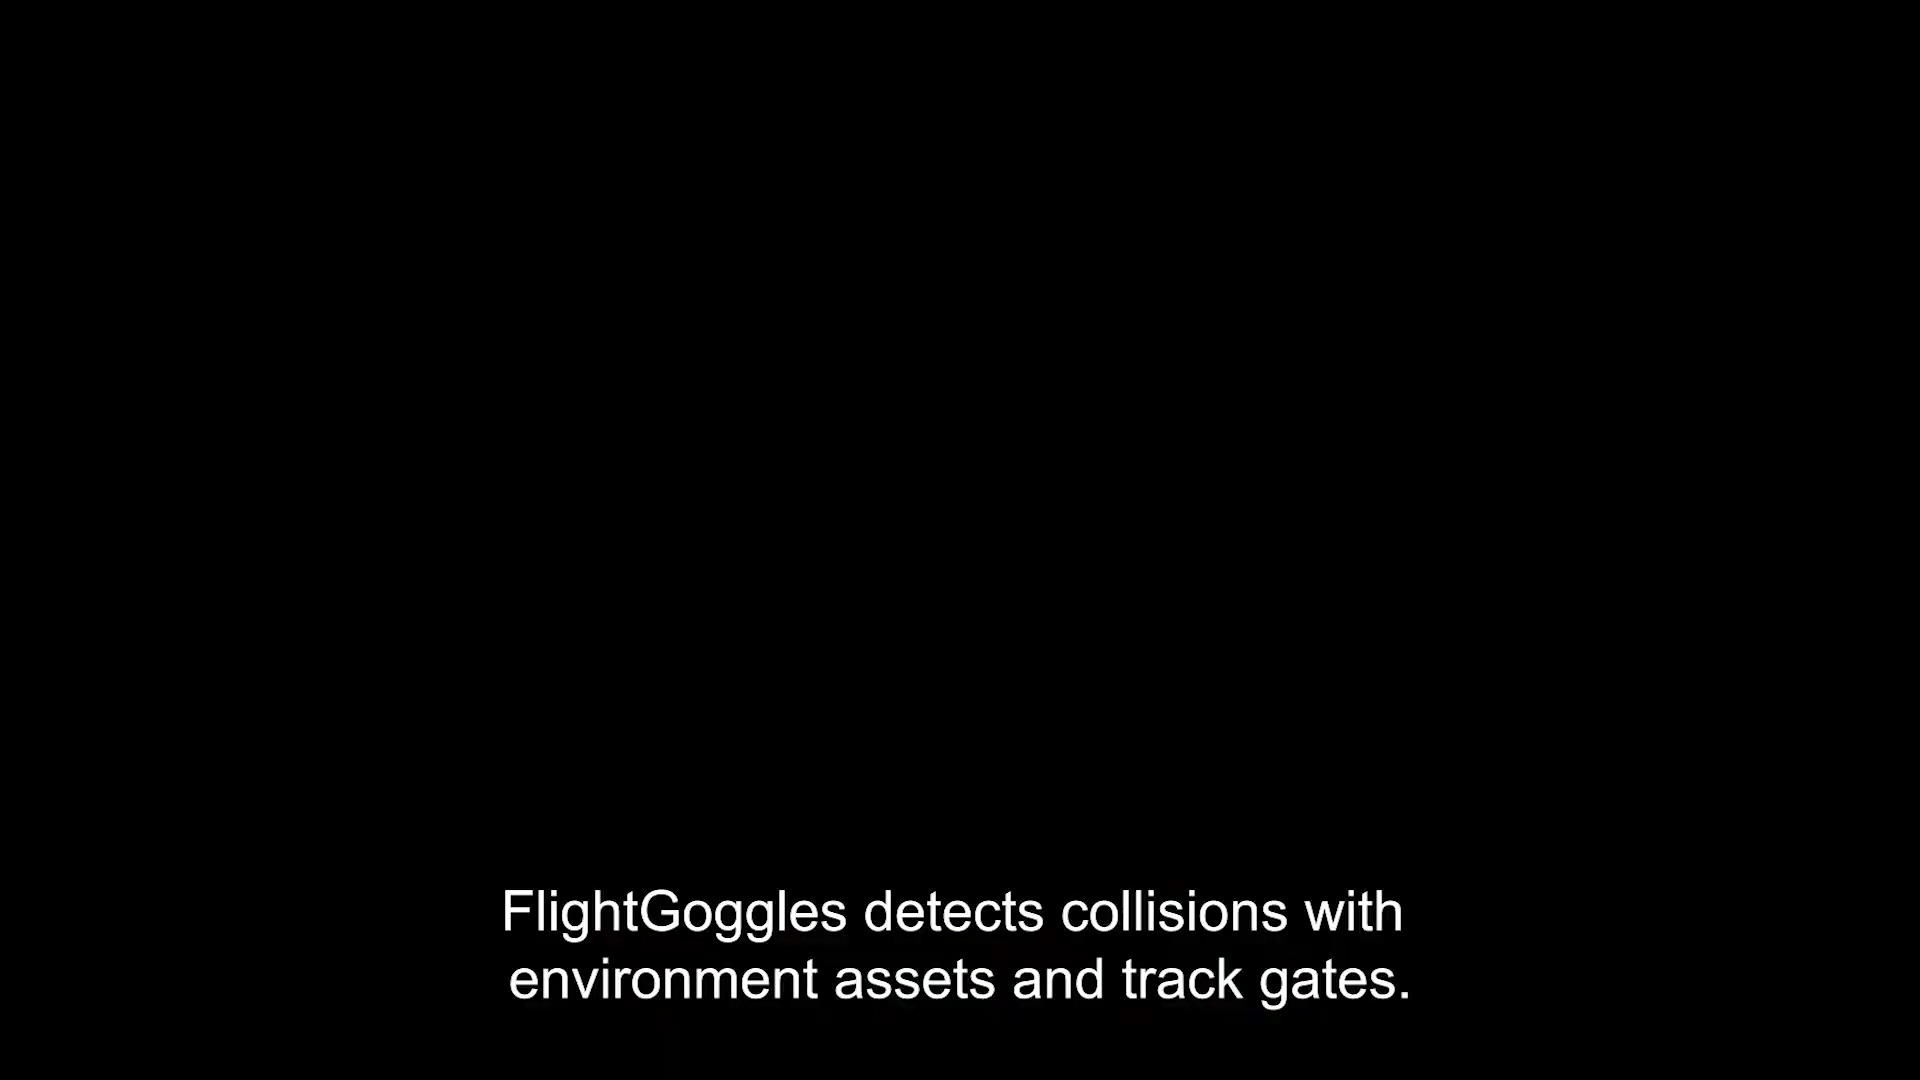 FlightGoggles detects collisions with
environment assets and track gates.